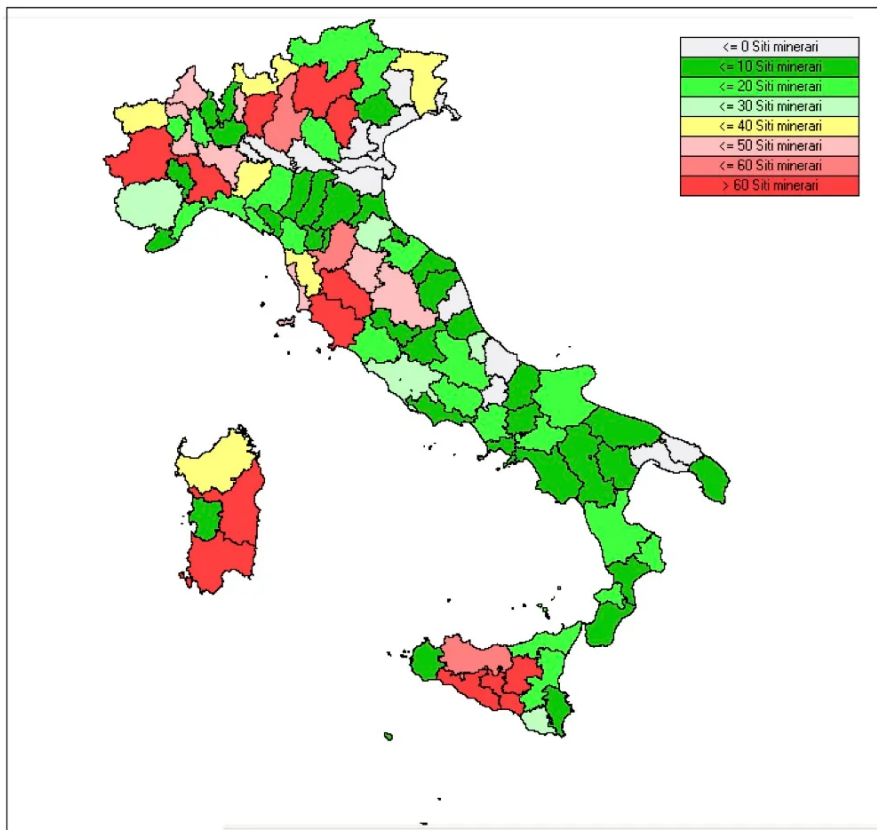 <= 0 Siti minerari
<= 10 Siti minerari
<= 20 Siti minerari
<= 30 Siti minerari
<= 40 Siti minerari
<= 50 Siti minerari
<= 60 Siti minerari
> 60 Siti minerari